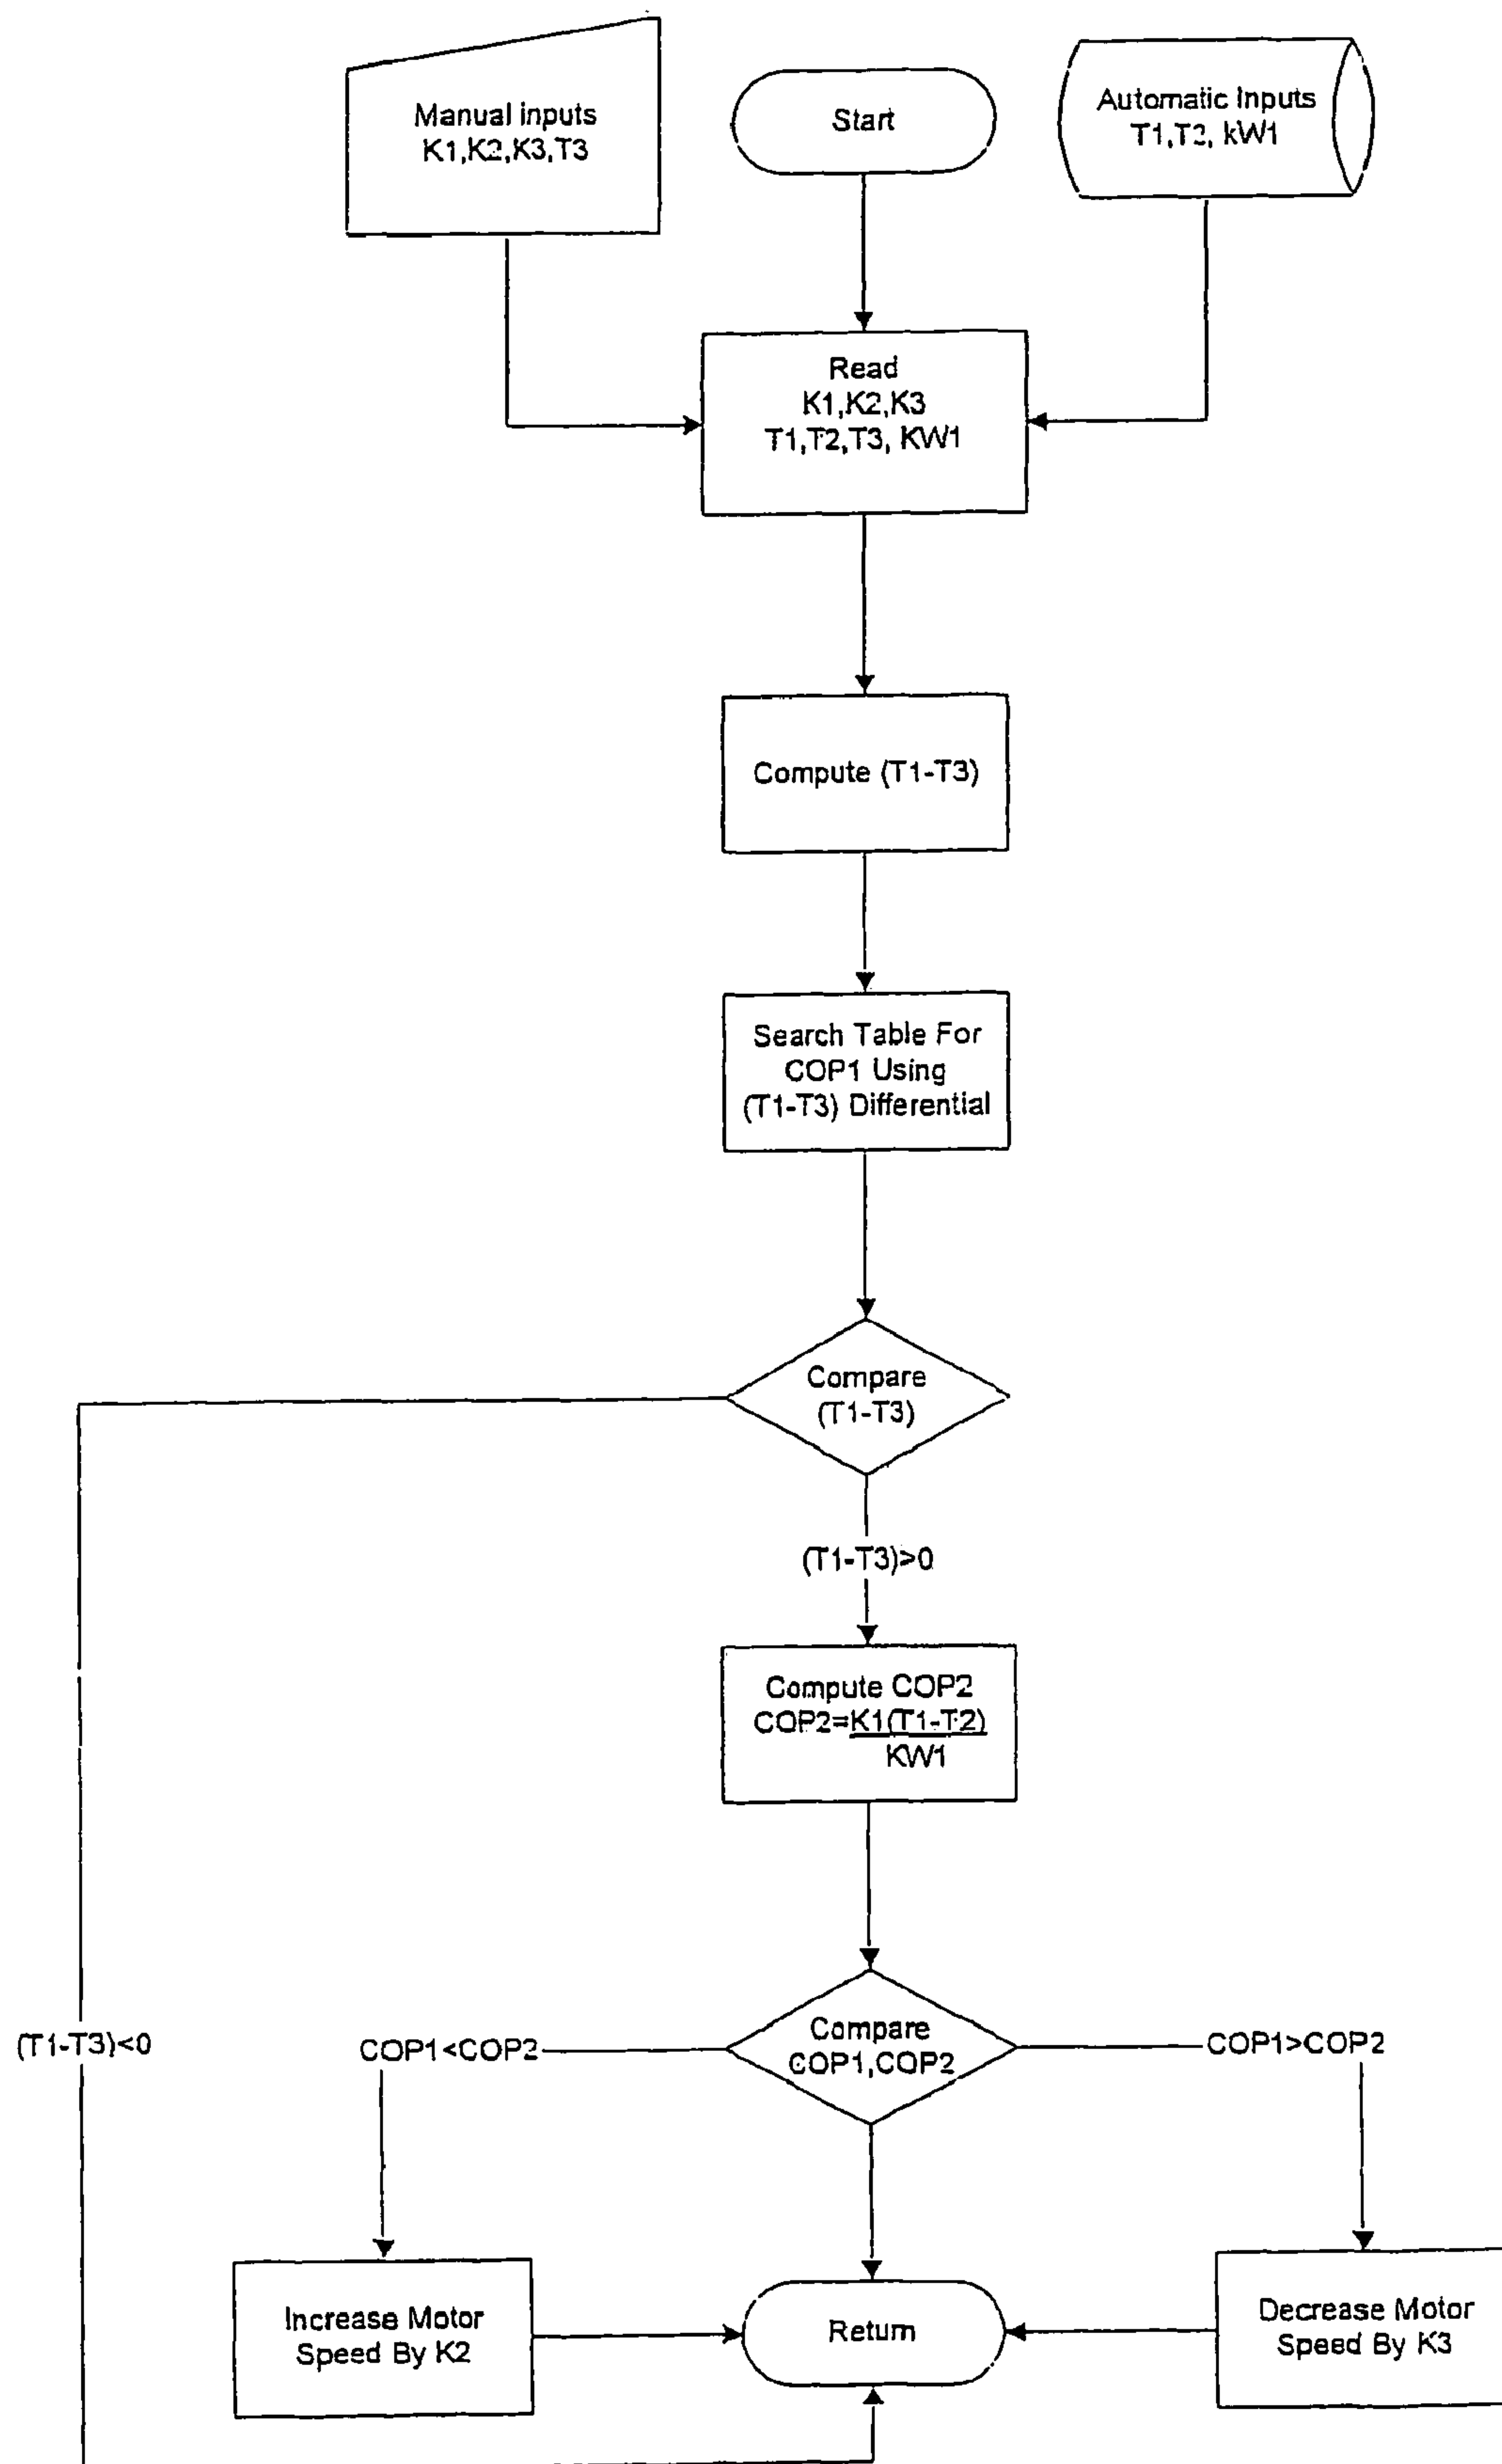 Manual inputs
K1,K2,K3,T3
Start
Automatic Inputs
T1,T2, kW1
Read
K1,K2,K3
T1,T2,T3, KW1
Compute (T1-T3)
Search Table For
COP1 Using
(T1-T3) Differential
Compare
(T1-T3)
(T1-T3)>0
Compute COP2
COP2=K1(T1-T2)
KW1
(T1-T3)<0
COP1<COP2
Compare
COP1,COP2
COP1>COP2
Increase Motor
Speed By K2
Return
Decrease Motor
Speed By K3